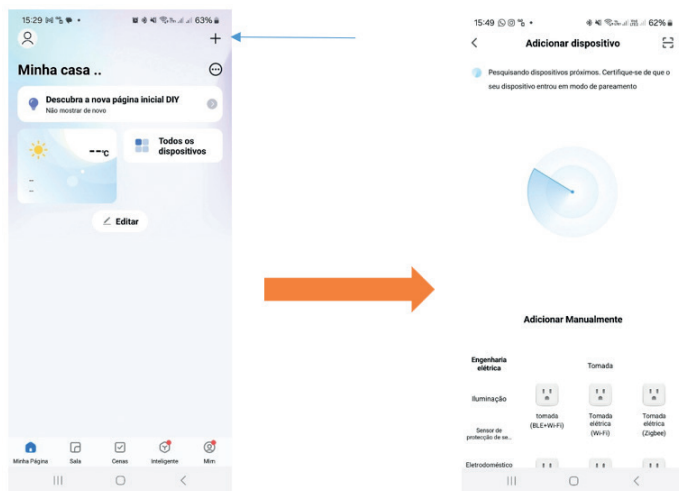 15:29
63%
Minha casa ..
Descubra a nova página inicial DIY
Não mostrar de novo
--°C
Todos os
dispositivos
--
--
Editar
Minha Página
Sala
Cenas
Inteligente
Mim
15:49
62%
Adicionar dispositivo
Pesquisando dispositivos próximos. Certifique-se de que o
seu dispositivo entrou em modo de pareamento
Adicionar Manualmente
Engenharia
elétrica
Tomada
Iluminação
tomada
(BLE+Wi-Fi)
Tomada
elétrica
(Wi-Fi)
Tomada
elétrica
(Zigbee)
Sensor de
protecção de se...
Eletrodoméstico